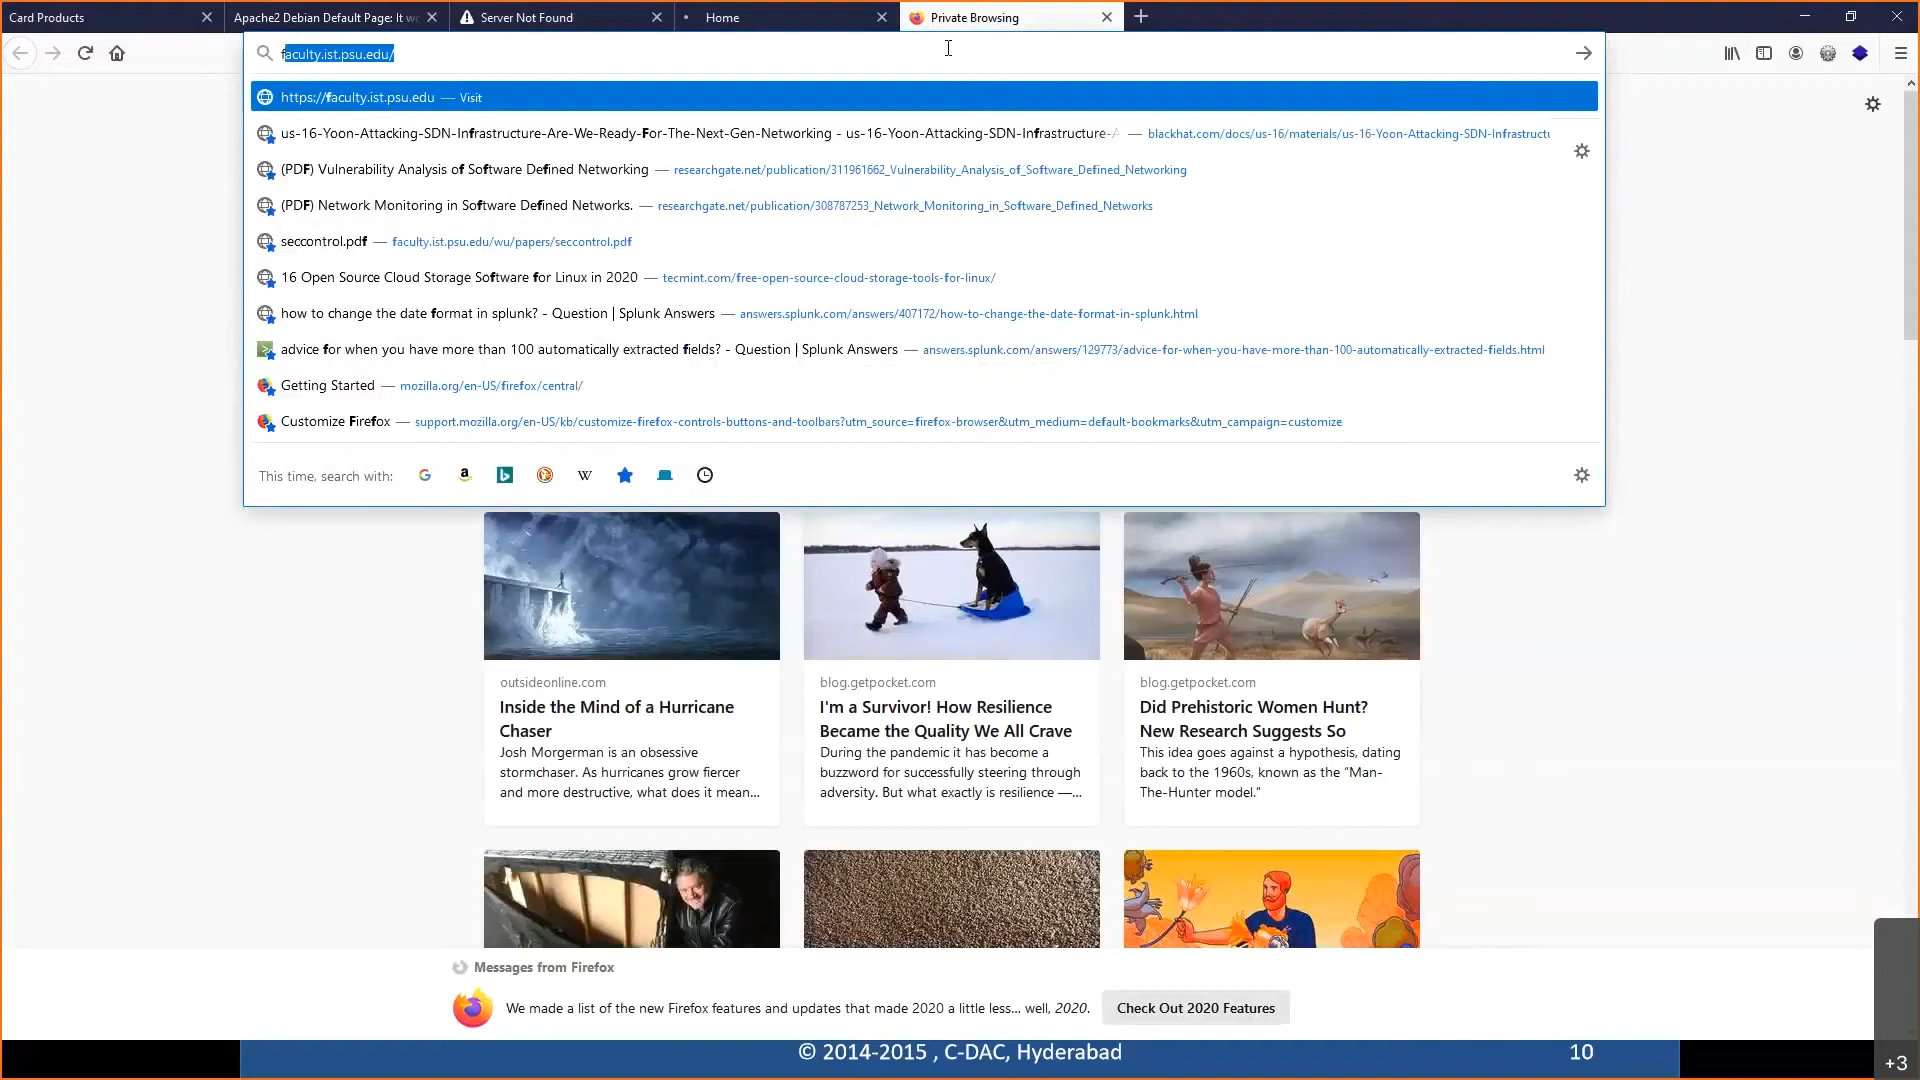 Card Products
Apache2 Debian Default Page: It wo
Server Not Found
Home
Private Browsing
faculty.ist.psu.edu/
https://faculty.ist.psu.edu — Visit
us-16-Yoon-Attacking-SDN-Infrastructure-Are-We-Ready-For-The-Next-Gen-Networking - us-16-Yoon-Attacking-SDN-Infrastructure-A — blackhat.com/docs/us-16/materials/us-16-Yoon-Attacking-SDN-Infrastructu
(PDF) Vulnerability Analysis of Software Defined Networking — researchgate.net/publication/311961662_Vulnerability_Analysis_of_Software_Defined_Networking
(PDF) Network Monitoring in Software Defined Networks. — researchgate.net/publication/308787253_Network_Monitoring_in_Software_Defined_Networks
seccontrol.pdf — faculty.ist.psu.edu/wu/papers/seccontrol.pdf
16 Open Source Cloud Storage Software for Linux in 2020 — tecmint.com/free-open-source-cloud-storage-tools-for-linux/
how to change the date format in splunk? - Question | Splunk Answers — answers.splunk.com/answers/407172/how-to-change-the-date-format-in-splunk.html
advice for when you have more than 100 automatically extracted fields? - Question | Splunk Answers — answers.splunk.com/answers/129773/advice-for-when-you-have-more-than-100-automatically-extracted-fields.html
Getting Started — mozilla.org/en-US/firefox/central/
Customize Firefox — support.mozilla.org/en-US/kb/customize-firefox-controls-buttons-and-toolbars?utm_source=firefox-browser&utm_medium=default-bookmarks&utm_campaign=customize
This time, search with:
outsideonline.com
Inside the Mind of a Hurricane
Chaser
Josh Morgerman is an obsessive
stormchaser. As hurricanes grow fiercer
and more destructive, what does it mean...
blog.getpocket.com
I'm a Survivor! How Resilience
Became the Quality We All Crave
During the pandemic it has become a
buzzword for successfully steering through
adversity. But what exactly is resilience —...
blog.getpocket.com
Did Prehistoric Women Hunt?
New Research Suggests So
This idea goes against a hypothesis, dating
back to the 1960s, known as the “Man-
The-Hunter model.”
Messages from Firefox
We made a list of the new Firefox features and updates that made 2020 a little less... well, 2020.
Check Out 2020 Features
© 2014-2015 , C-DAC, Hyderabad
10
+3